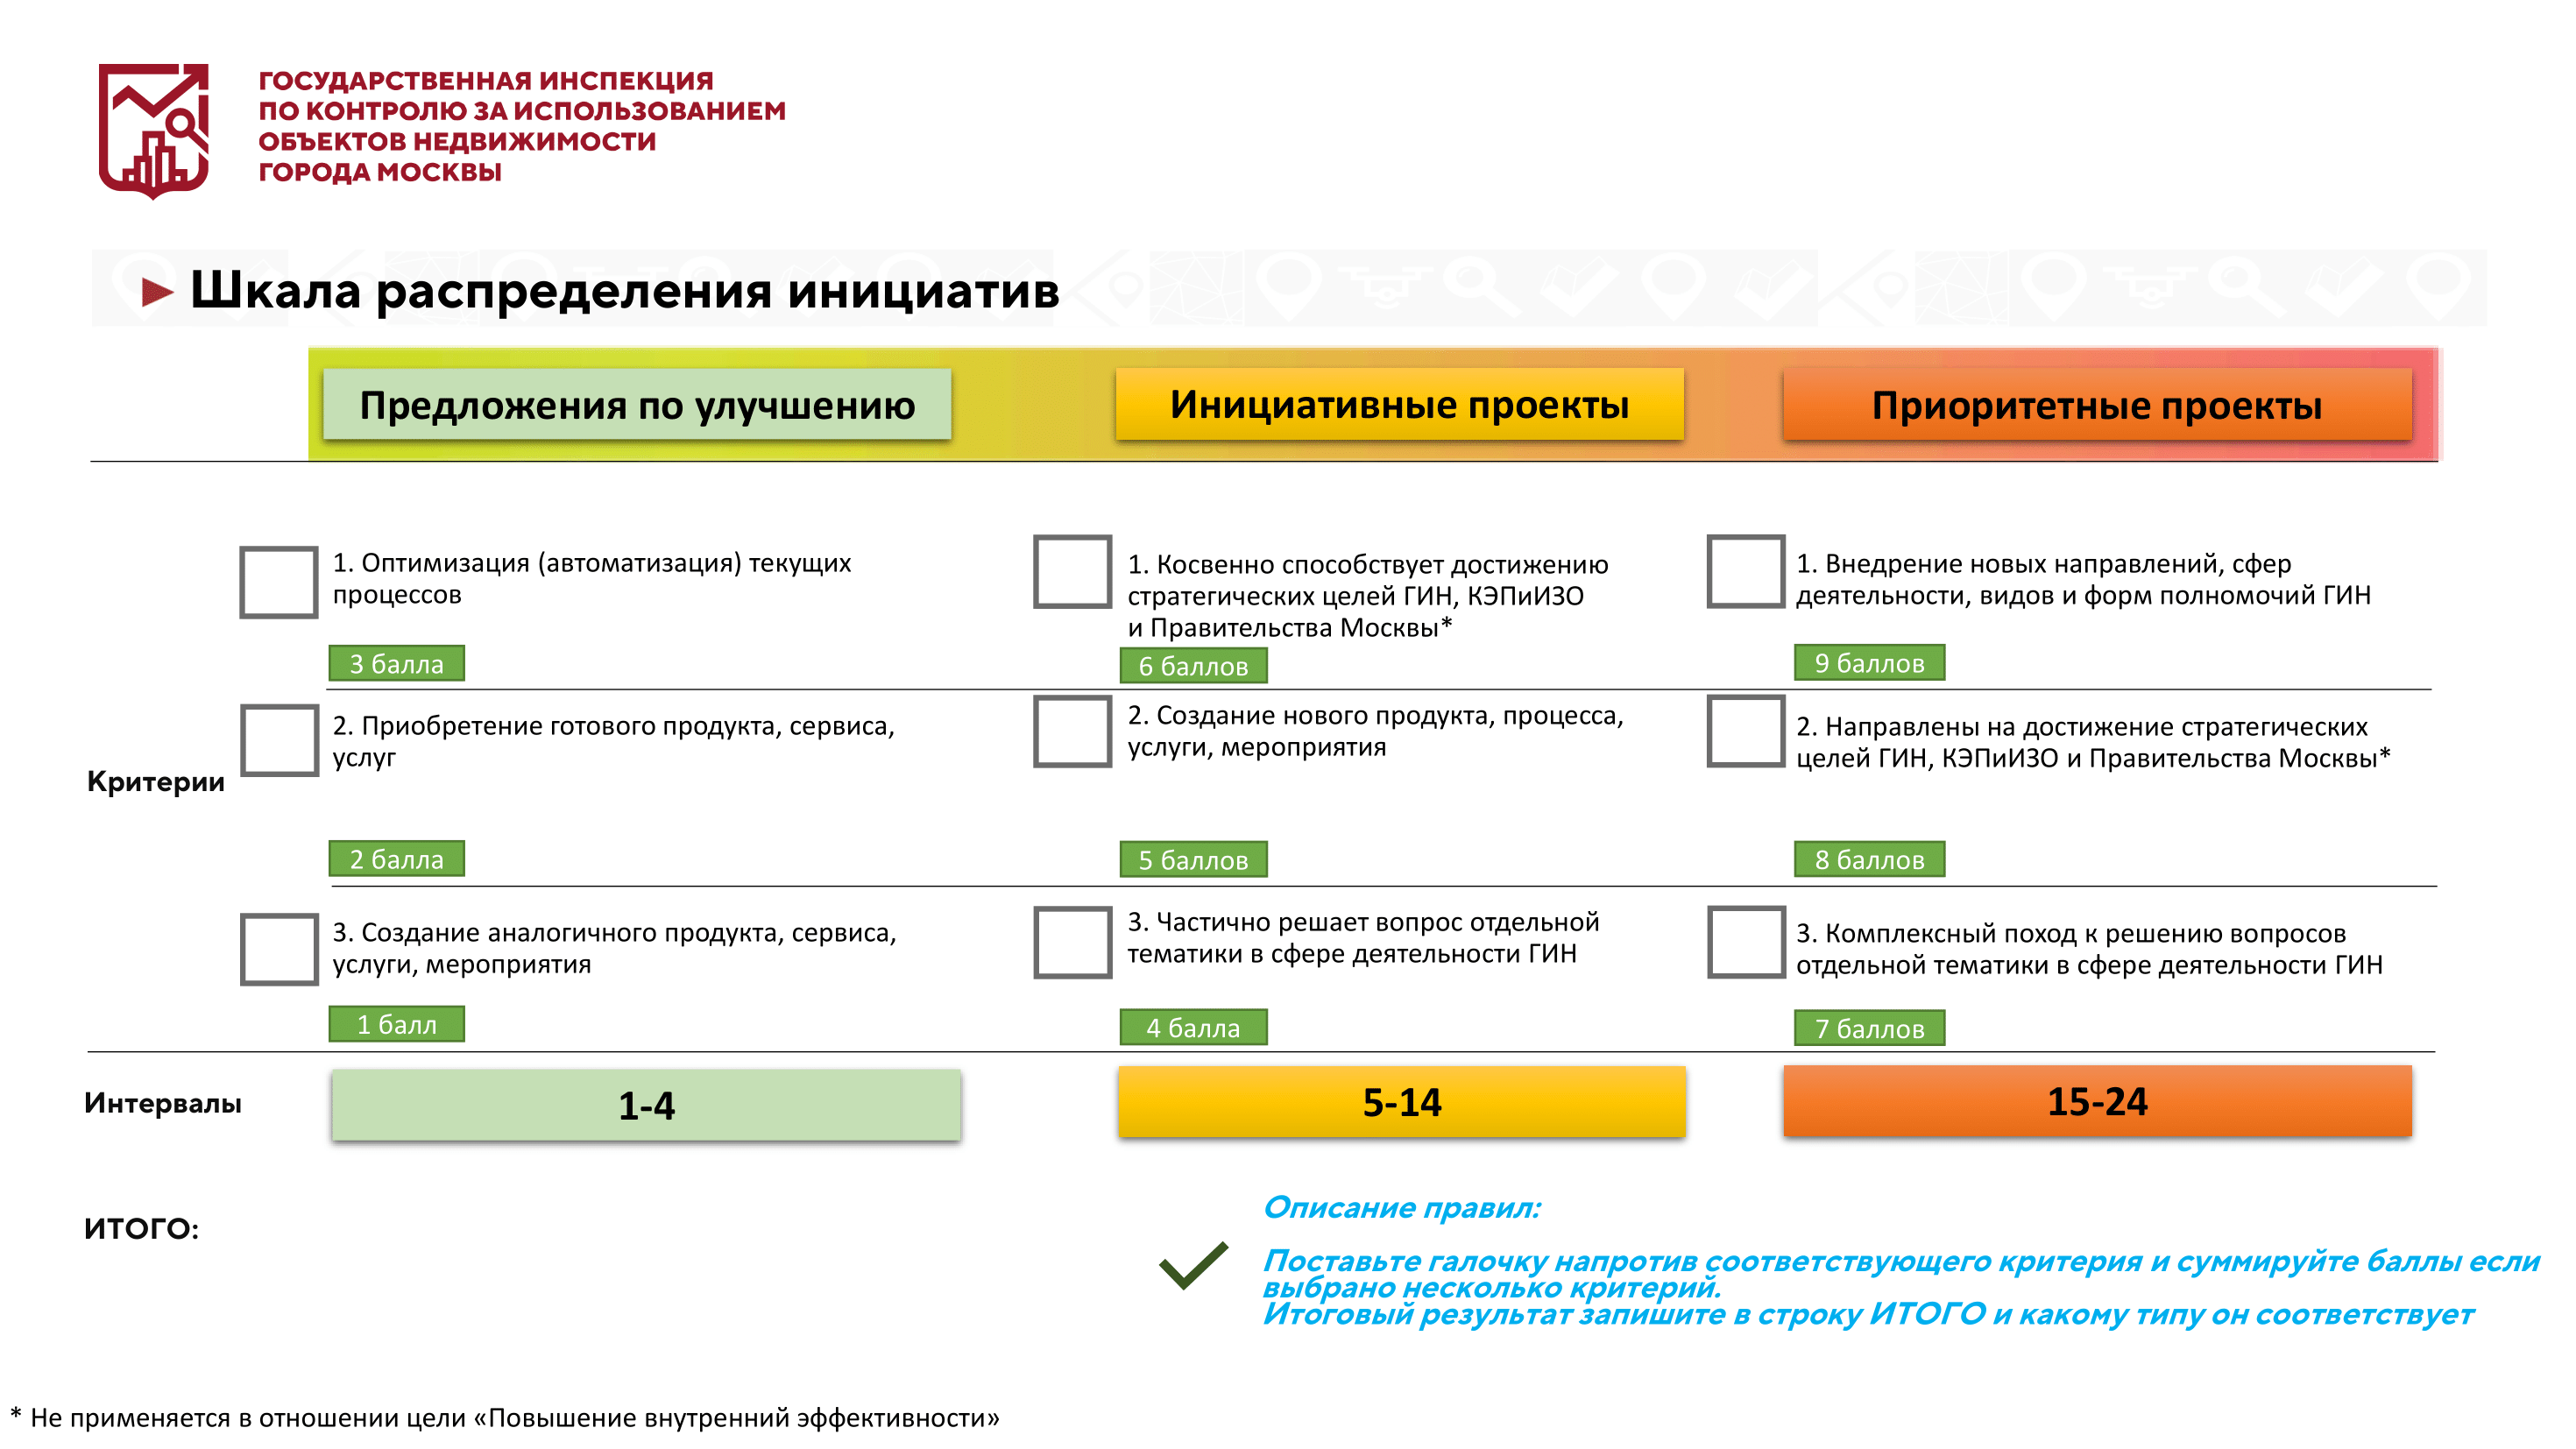 ГОСУДАРСТВЕННАЯ ИНСПЕКЦИЯ
ПО КОНТРОЛЮ ЗА ИСПОЛЬЗОВАНИЕМ
ОБЪЕКТОВ НЕДВИЖИМОСТИ
ГОРОДА МОСКВЫ
Шкала распределения инициатив
Предложения по улучшению
Инициативные проекты
Приоритетные проекты
Критерии
1. Оптимизация (автоматизация) текущих
процессов
3 балла
1. Косвенно способствует достижению
стратегических целей ГИН, КЭПиИЗО
и Правительства Москвы*
6 баллов
1. Внедрение новых направлений, сфер
деятельности, видов и форм полномочий ГИН
9 баллов
2. Приобретение готового продукта, сервиса,
услуг
2 балла
2. Создание нового продукта, процесса,
услуги, мероприятия
5 баллов
2. Направлены на достижение стратегических
целей ГИН, КЭПиИЗО и Правительства Москвы*
8 баллов
3. Создание аналогичного продукта, сервиса,
услуги, мероприятия
1 балл
3. Частично решает вопрос отдельной
тематики в сфере деятельности ГИН
4 балла
3. Комплексный поход к решению вопросов
отдельной тематики в сфере деятельности ГИН
7 баллов
Интервалы
1-4
5-14
15-24
ИТОГО:
Описание правил:
Поставьте галочку напротив соответствующего критерия и суммируйте баллы если
выбрано несколько критерий.
Итоговый результат запишите в строку ИТОГО и какому типу он соответствует
* Не применяется в отношении цели «Повышение внутренний эффективности»